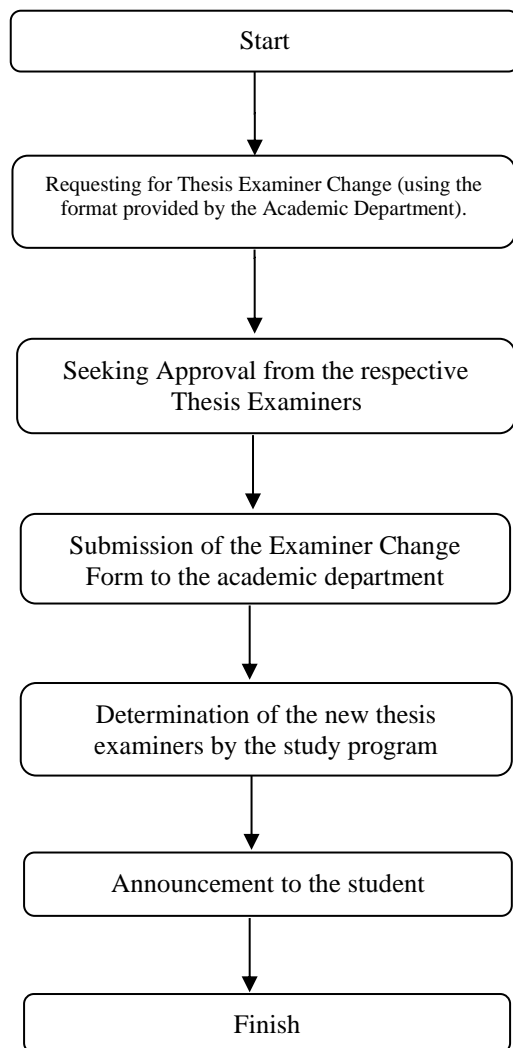 Start
Requesting for Thesis Examiner Change (using the
format provided by the Academic Department).
Seeking Approval from the respective
Thesis Examiners
Submission of the Examiner Change
Form to the academic department
Determination of the new thesis
examiners by the study program
Announcement to the student
Finish